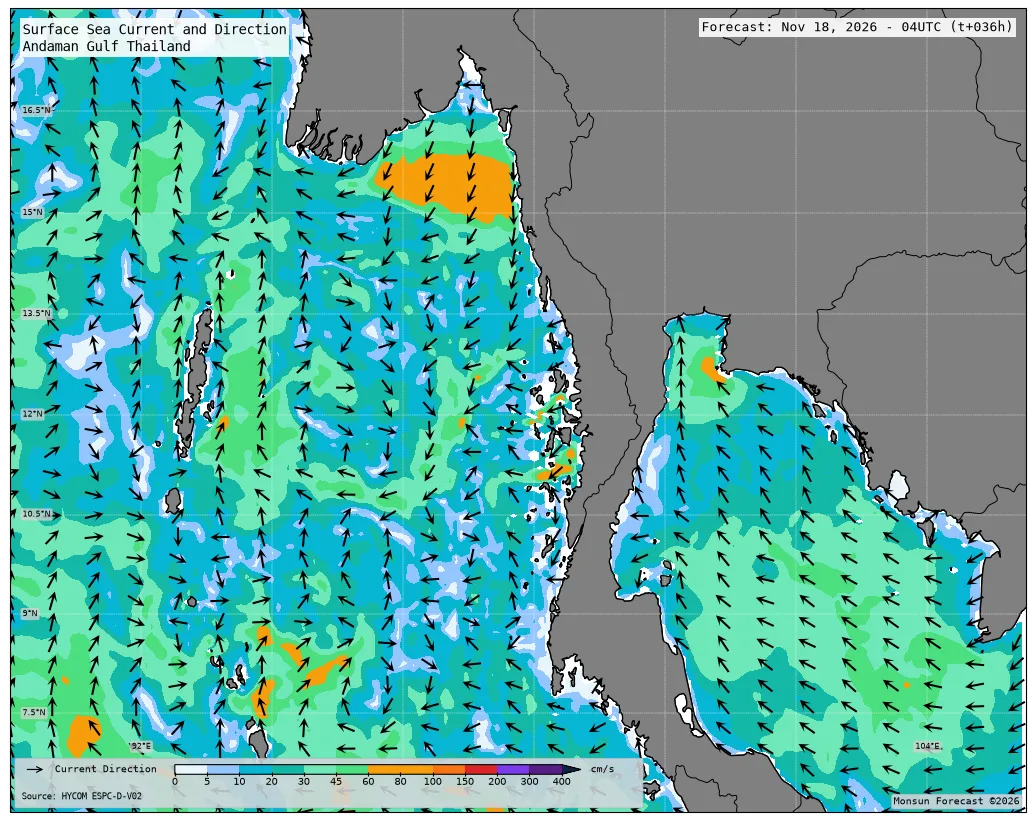 Surface Sea Current and Direction
Andaman Gulf Thailand
Forecast: Nov 18, 2026 - 04UTC (t+036h)
16.5°N
15°N
13.5°N
12°N
10.5°N
9°N
7.5°N
92°E
104°E
Current Direction
0 5 10 20 30 45 60 80 100 150 200 300 400 cm/s
Source: HYCOM ESPC-D-V02
Monsun Forecast ©2026